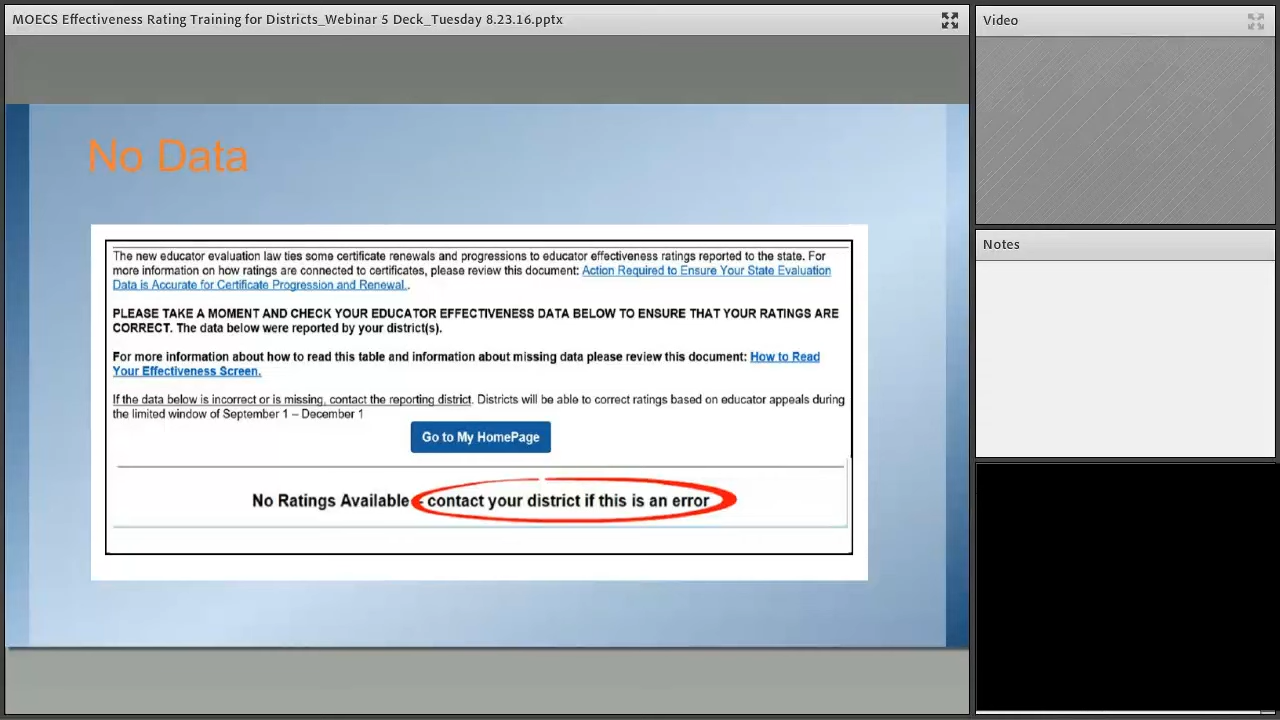 MOECS Effectiveness Rating Training for Districts_Webinar 5 Deck_Tuesday 8.23.16.pptx
Video
Notes
No Data
The new educator evaluation law ties some certificate renewals and progressions to educator effectiveness ratings reported to the state. For
more information on how ratings are connected to certificates, please review this document: Action Required to Ensure Your State Evaluation
Data is Accurate for Certificate Progression and Renewal..
PLEASE TAKE A MOMENT AND CHECK YOUR EDUCATOR EFFECTIVENESS DATA BELOW TO ENSURE THAT YOUR RATINGS ARE
CORRECT. The data below were reported by your district(s).
For more information about how to read this table and information about missing data please review this document: How to Read
Your Effectiveness Screen.
If the data below is incorrect or is missing, contact the reporting district. Districts will be able to correct ratings based on educator appeals during
the limited window of September 1 – December 1
Go to My HomePage
No Ratings Available - contact your district if this is an error